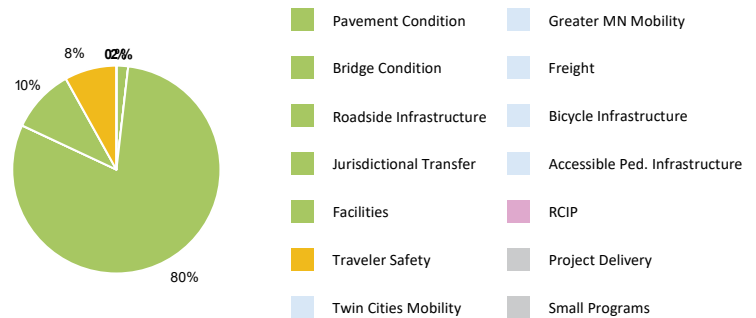 8%
10%
80%
Pavement Condition
Bridge Condition
Roadside Infrastructure
Jurisdictional Transfer
Facilities
Traveler Safety
Twin Cities Mobility
Greater MN Mobility
Freight
Bicycle Infrastructure
Accessible Ped. Infrastructure
RCIP
Project Delivery
Small Programs